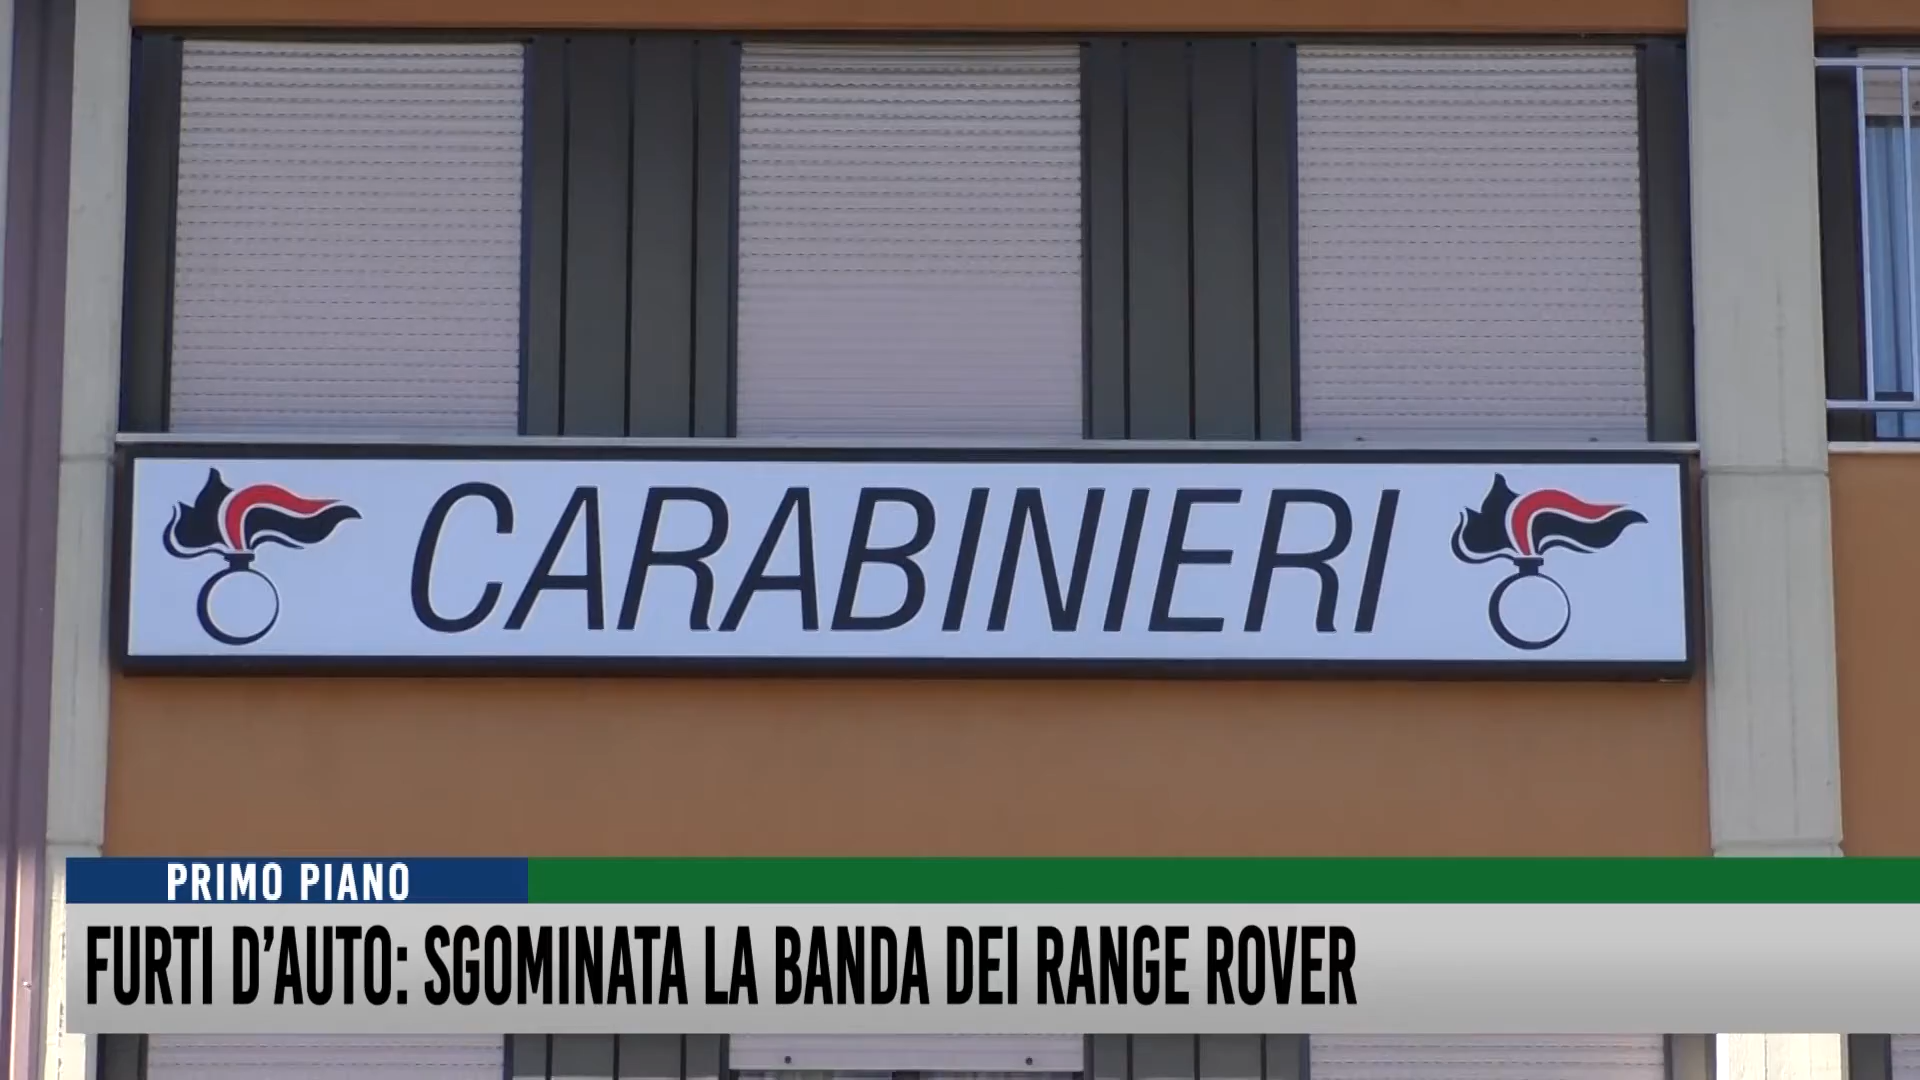 CARABINIERI
PRIMO PIANO
FURTI D'AUTO: SGOMINATA LA BANDA DEI RANGE ROVER